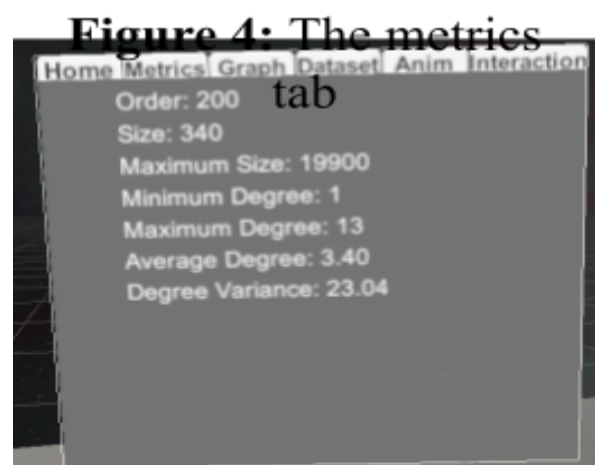 Figure 4: The metrics
tab
Home Metrics Graph Dataset Anim Interaction
Order: 200
Size: 340
Maximum Size: 19900
Minimum Degree: 1
Maximum Degree: 13
Average Degree: 3.40
Degree Variance: 23.04